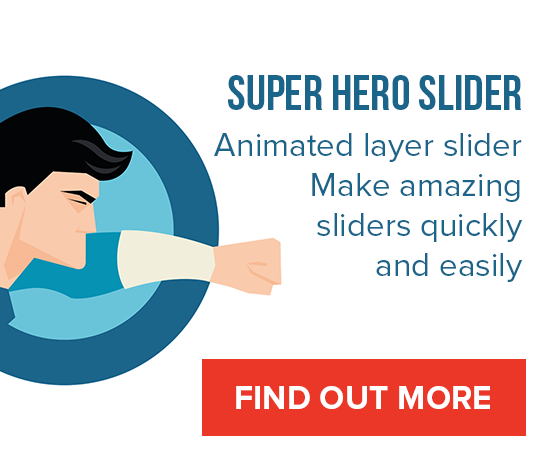 SUPER HERO SLIDER
Animated layer slider
Make amazing
sliders quickly
and easily
FIND OUT MORE